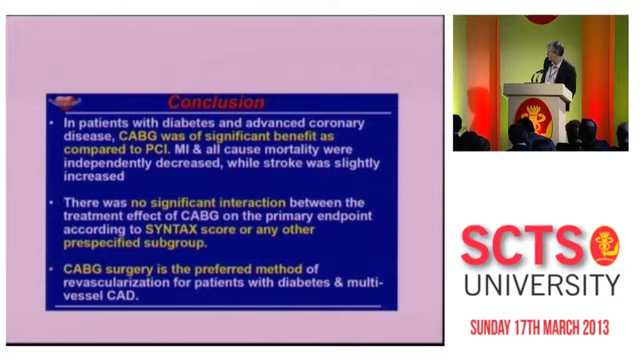 Conclusion
• In patients with diabetes and advanced coronary
disease, CABG was of significant benefit as
compared to PCI. MI & all cause mortality were
independently decreased, while stroke was slightly
increased
• There was no significant interaction between the
treatment effect of CABG on the primary endpoint
according to SYNTAX score or any other
prespecified subgroup.
• CABG surgery is the preferred method of
revascularization for patients with diabetes & multi-
vessel CAD.
SCTS
UNIVERSITY
SUNDAY 17TH MARCH 2013